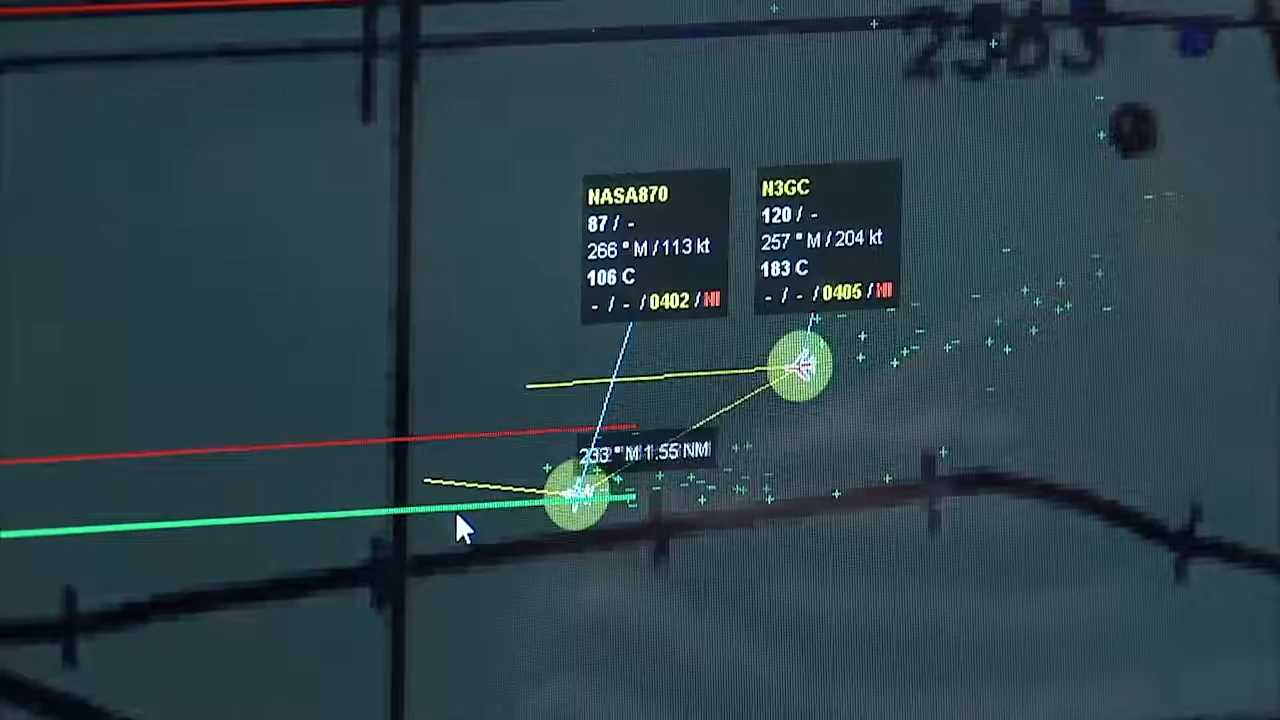 2363
NASA870
87 / -
266 ° M / 113 kt
106 C
- / - / 0402 / NI
N3GC
120 / -
257 ° M / 204 kt
183 C
- / - / 0405 / NI
233 ° M 1.55 NM